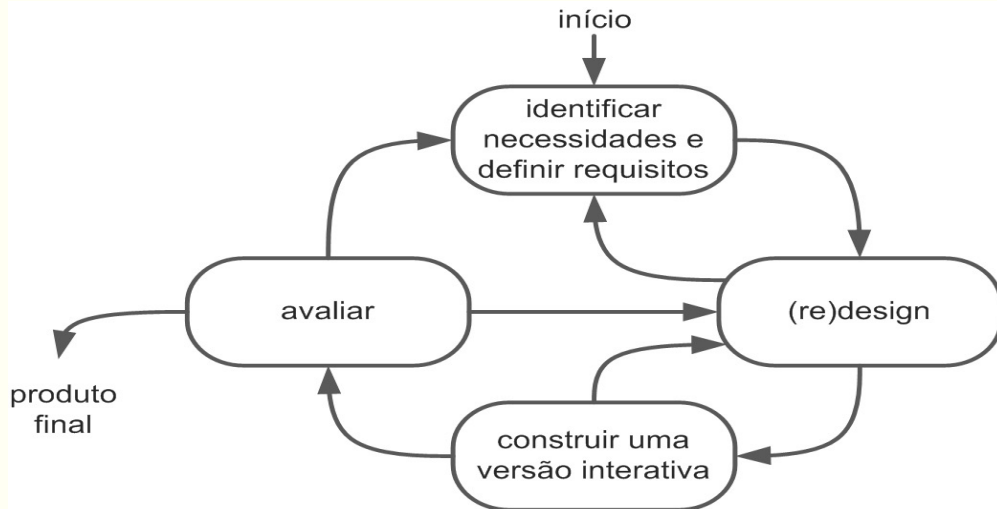 início
identificar
necessidades e
definir requisitos
avaliar
(re)design
produto
final
construir uma
versão interativa